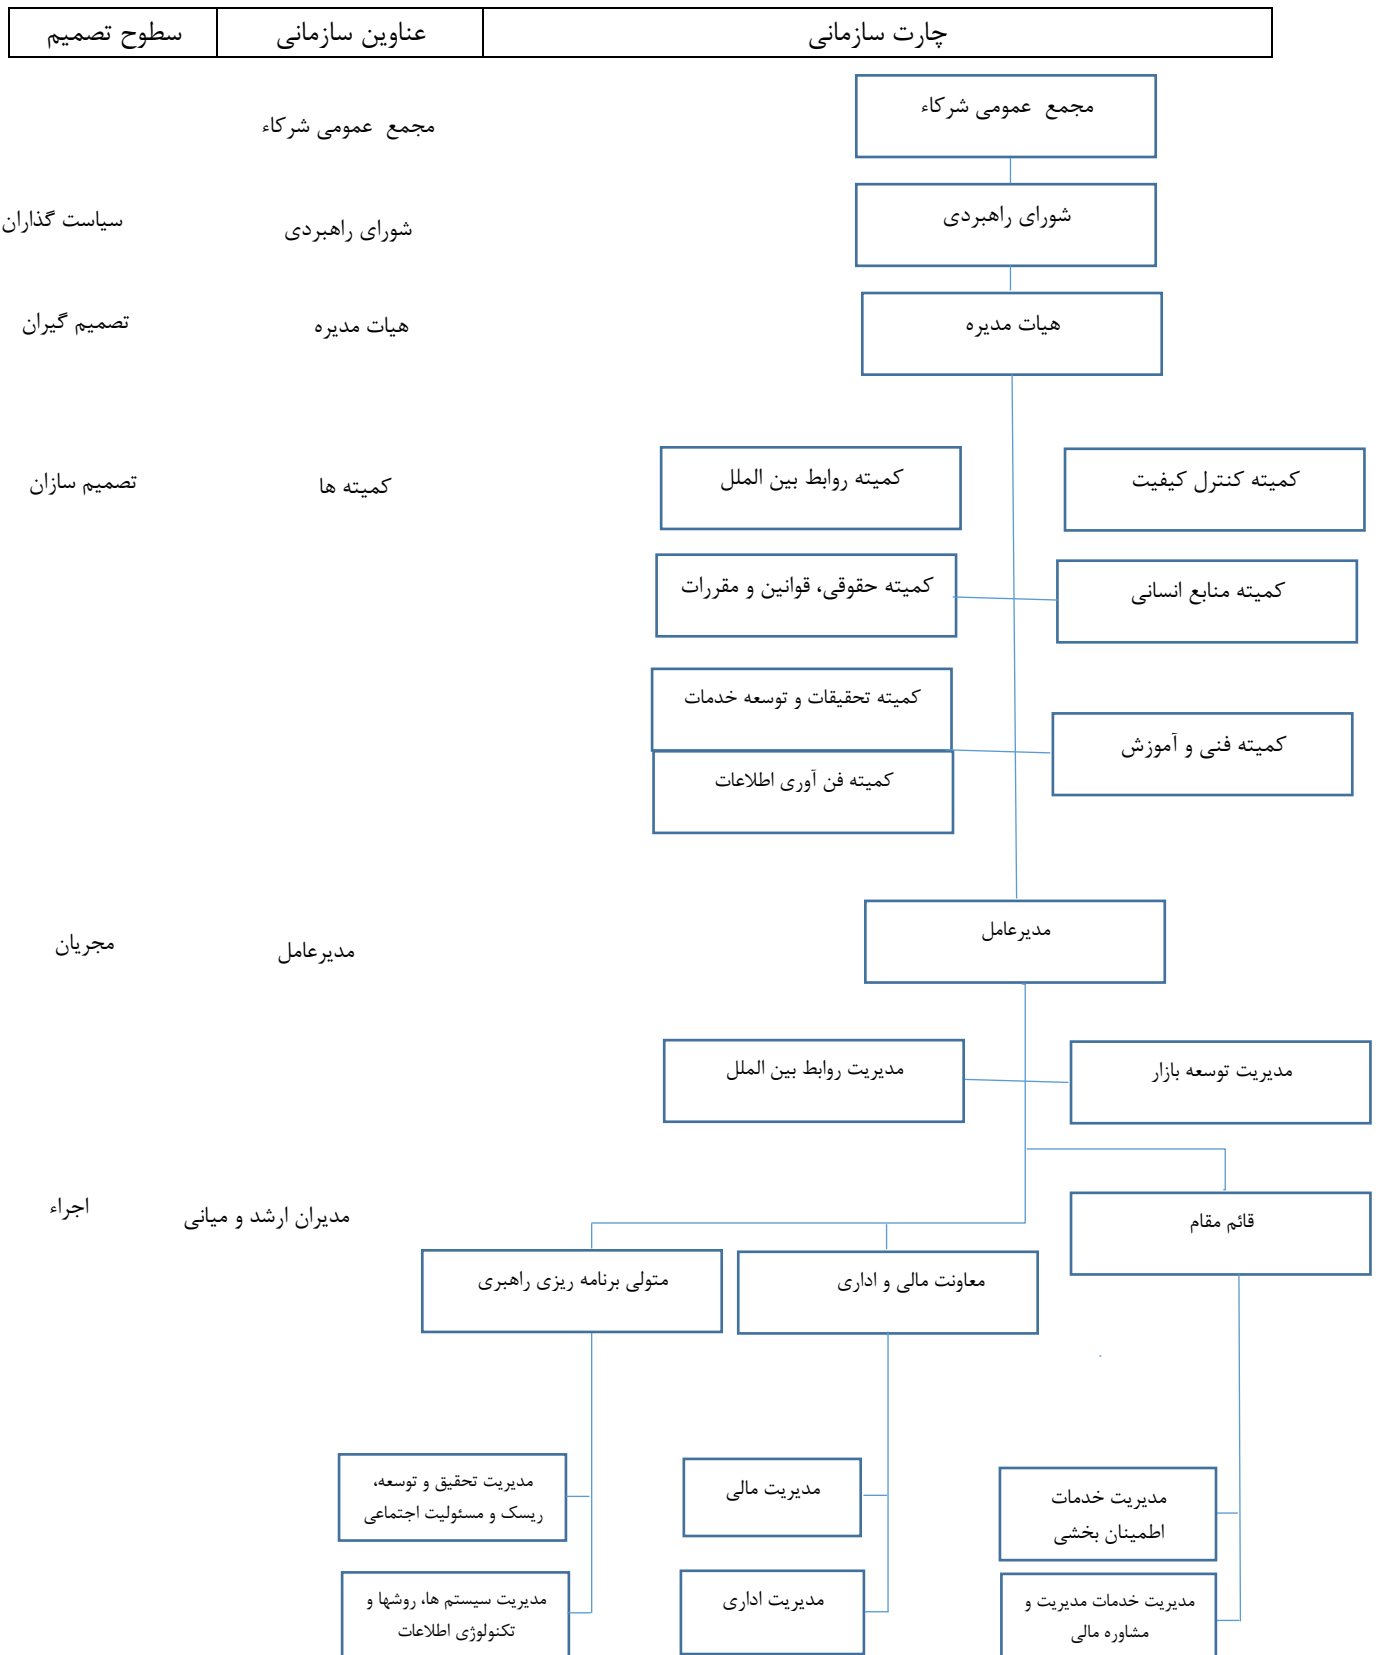 چارت سازمانی
عناوین سازمانی
سطوح تصمیم
مجمع عمومی شرکاء
مجمع عمومی شرکاء
شورای راهبردی
شورای راهبردی
سیاست گذاران
هیات مدیره
هیات مدیره
تصمیم گیران
کمیته کنترل کیفیت
کمیته روابط بین الملل
کمیته ها
تصمیم سازان
کمیته منابع انسانی
کمیته حقوقی، قوانین و مقررات
کمیته فنی و آموزش
کمیته تحقیقات و توسعه خدمات
کمیته فن آوری اطلاعات
مدیرعامل
مدیرعامل
مجریان
مدیریت توسعه بازار
مدیریت روابط بین الملل
قائم مقام
مدیران ارشد و میانی
اجراء
معاونت مالی و اداری
متولی برنامه ریزی راهبری
مدیریت خدمات
اطمینان بخشی
مدیریت مالی
مدیریت تحقیق و توسعه،
ریسک و مسئولیت اجتماعی
مدیریت خدمات مدیریت و
مشاوره مالی
مدیریت اداری
مدیریت سیستم ها، روشها و
تکنولوژی اطلاعات